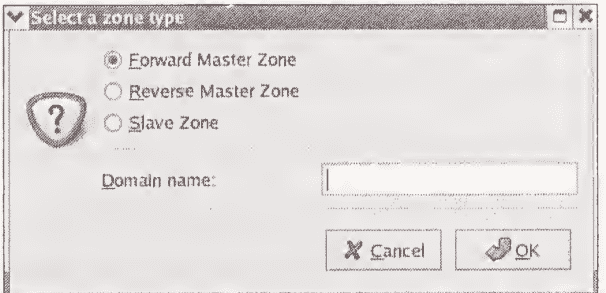 Select a zone type
Forward Master Zone
Reverse Master Zone
Slave Zone
Domain name:
Cancel
OK